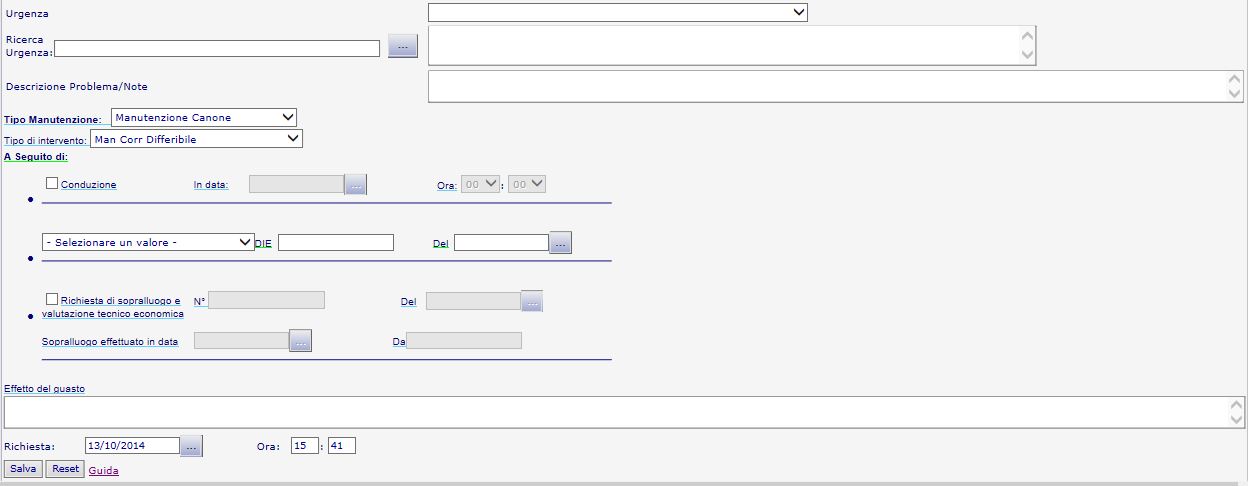 Urgenza
Ricerca
Urgenza: ...
Descrizione Problema/Note
Tipo Manutenzione: Manutenzione Canone
Tipo di intervento: Man Corr Differibile
A Seguito di:
Conduzione In data: ... Ora: 00 : 00
- Selezionare un valore - DIE Del ...
Richiesta di sopralluogo e N° Del ...
valutazione tecnico economica
Sopralluogo effettuato in data ... Da
Effetto del guasto
Richiesta: 13/10/2014 ... Ora: 15 : 41
Salva Reset Guida